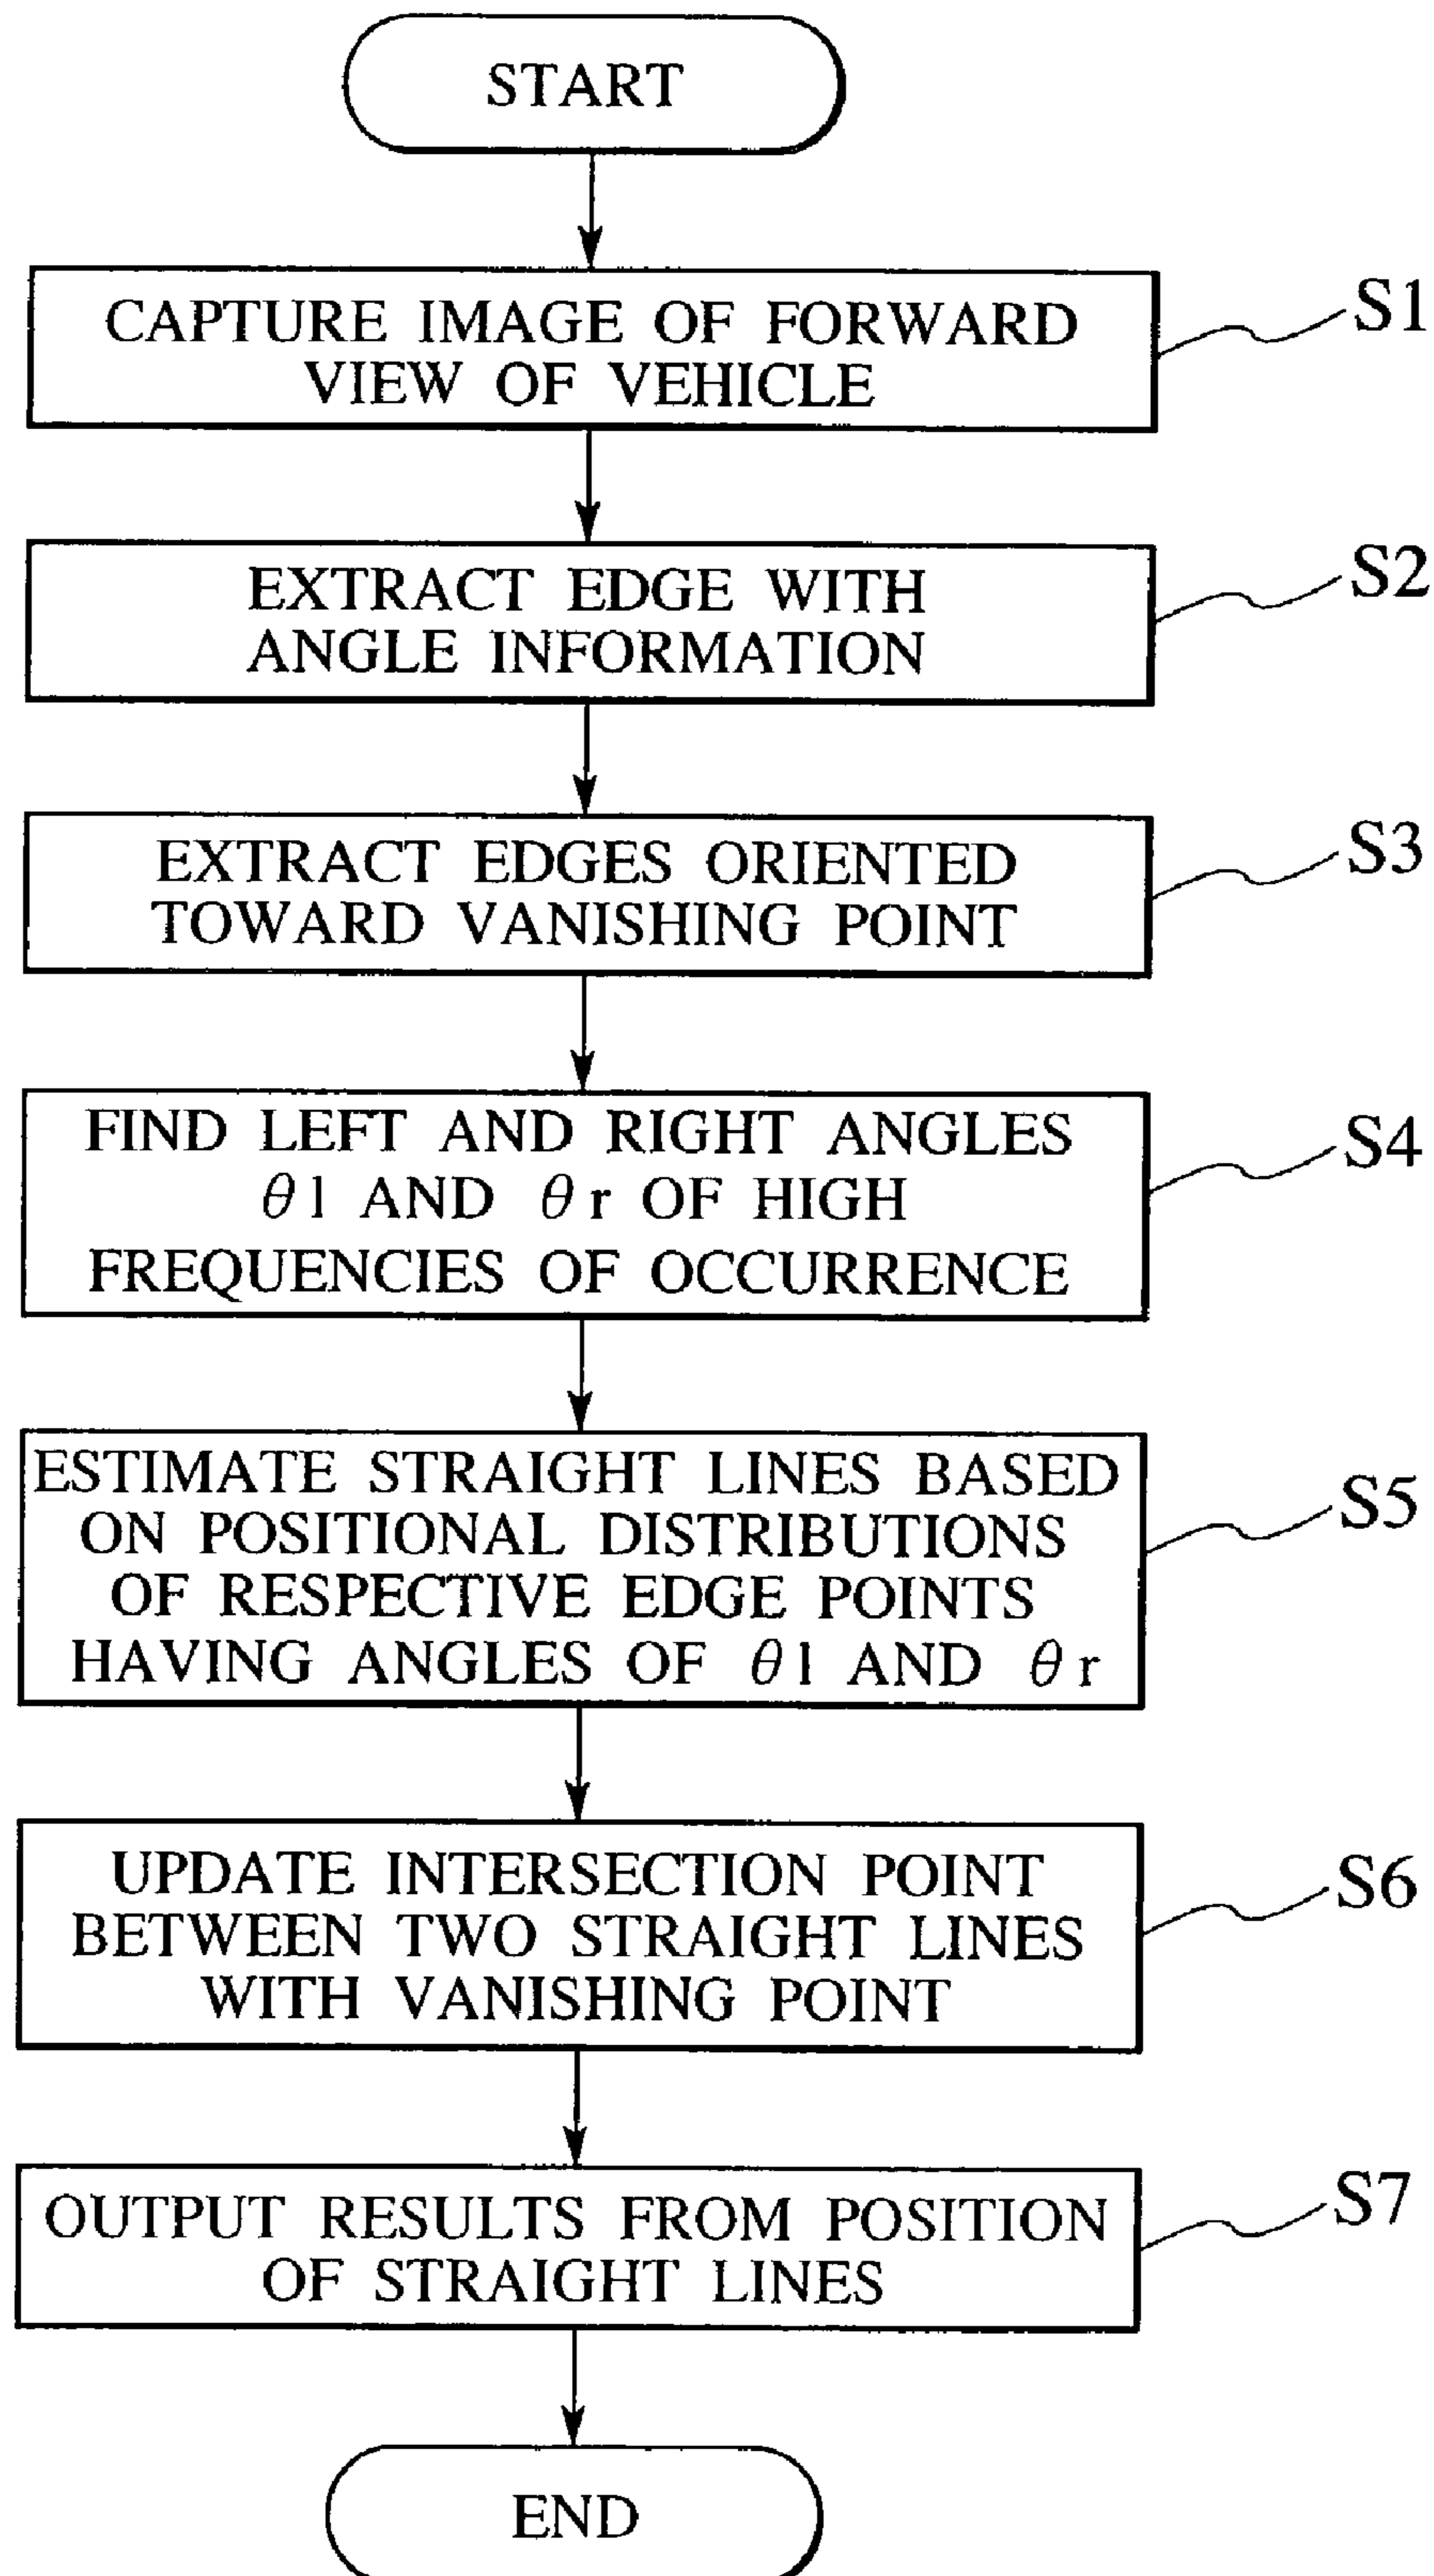 START
CAPTURE IMAGE OF FORWARD
VIEW OF VEHICLE
S1
EXTRACT EDGE WITH
ANGLE INFORMATION
S2
EXTRACT EDGES ORIENTED
TOWARD VANISHING POINT
S3
FIND LEFT AND RIGHT ANGLES
θl AND θr OF HIGH
FREQUENCIES OF OCCURRENCE
S4
ESTIMATE STRAIGHT LINES BASED
ON POSITIONAL DISTRIBUTIONS
OF RESPECTIVE EDGE POINTS
HAVING ANGLES OF θl AND θr
S5
UPDATE INTERSECTION POINT
BETWEEN TWO STRAIGHT LINES
WITH VANISHING POINT
S6
OUTPUT RESULTS FROM POSITION
OF STRAIGHT LINES
S7
END